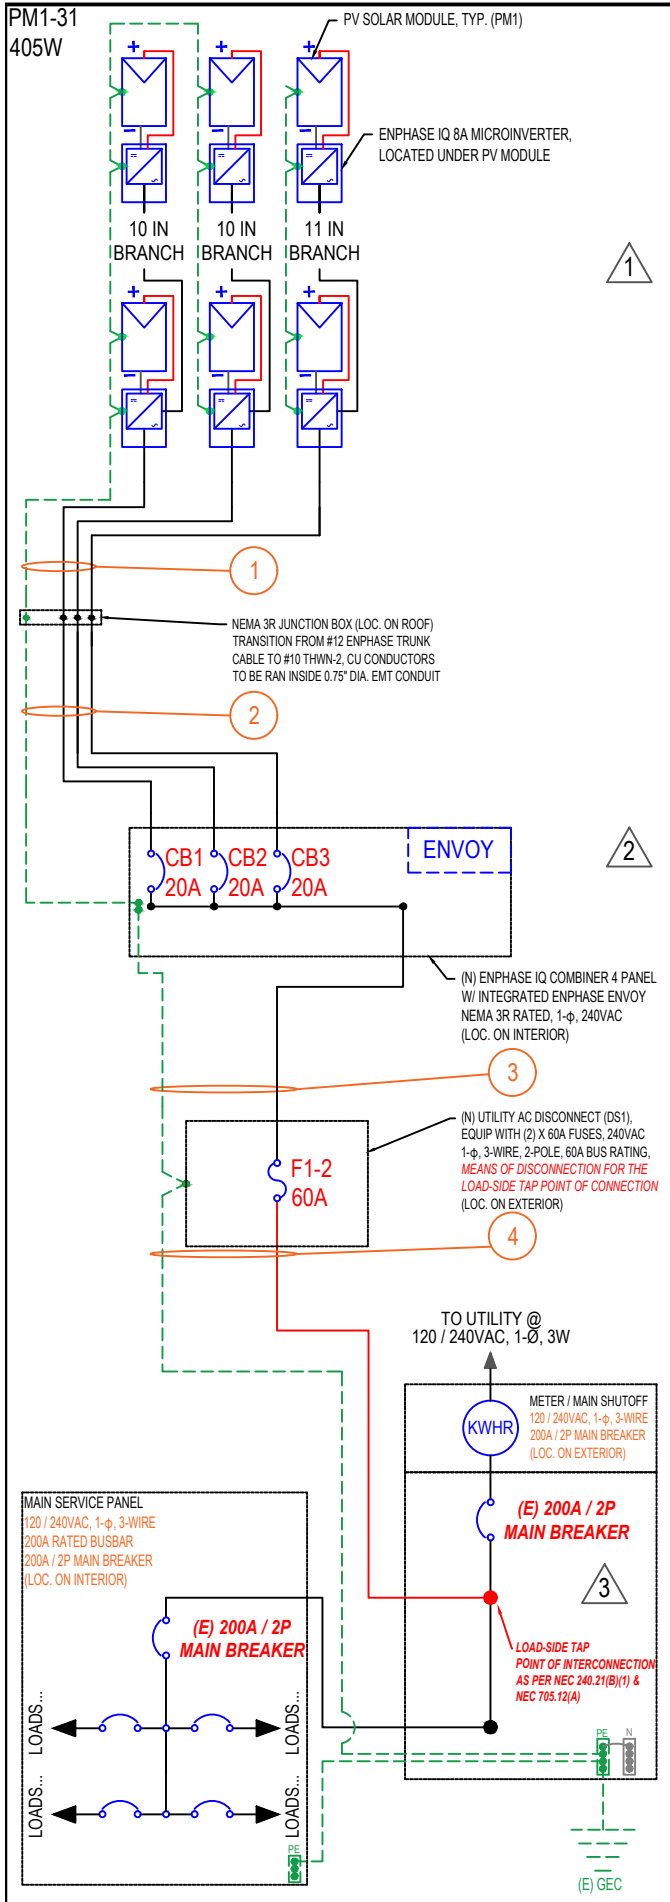 PM1-31
405W
PV SOLAR MODULE, TYP. (PM1)
+ + +
− − −
ENPHASE IQ 8A MICROINVERTER,
LOCATED UNDER PV MODULE
10 IN
BRANCH
10 IN
BRANCH
11 IN
BRANCH
1
+ + +
− − −
1
NEMA 3R JUNCTION BOX (LOC. ON ROOF)
TRANSITION FROM #12 ENPHASE TRUNK
CABLE TO #10 THWN-2, CU CONDUCTORS
TO BE RAN INSIDE 0.75" DIA. EMT CONDUIT
2
CB1
20A
CB2
20A
CB3
20A
ENVOY
2
(N) ENPHASE IQ COMBINER 4 PANEL
W/ INTEGRATED ENPHASE ENVOY
NEMA 3R RATED, 1-ϕ, 240VAC
(LOC. ON INTERIOR)
3
(N) UTILITY AC DISCONNECT (DS1),
EQUIP WITH (2) X 60A FUSES, 240VAC
1-ϕ, 3-WIRE, 2-POLE, 60A BUS RATING,
MEANS OF DISCONNECTION FOR THE
LOAD-SIDE TAP POINT OF CONNECTION
(LOC. ON EXTERIOR)
F1-2
60A
4
TO UTILITY @
120 / 240VAC, 1-Ø, 3W
KWHR
METER / MAIN SHUTOFF
120 / 240VAC, 1-ϕ, 3-WIRE
200A / 2P MAIN BREAKER
(LOC. ON EXTERIOR)
(E) 200A / 2P
MAIN BREAKER
3
LOAD-SIDE TAP
POINT OF INTERCONNECTION
AS PER NEC 240.21(B)(1) &
NEC 705.12(A)
PE
N
(E) GEC
MAIN SERVICE PANEL
120 / 240VAC, 1-ϕ, 3-WIRE
200A RATED BUSBAR
200A / 2P MAIN BREAKER
(LOC. ON INTERIOR)
(E) 200A / 2P
MAIN BREAKER
LOADS...
LOADS...
LOADS...
LOADS...
PE